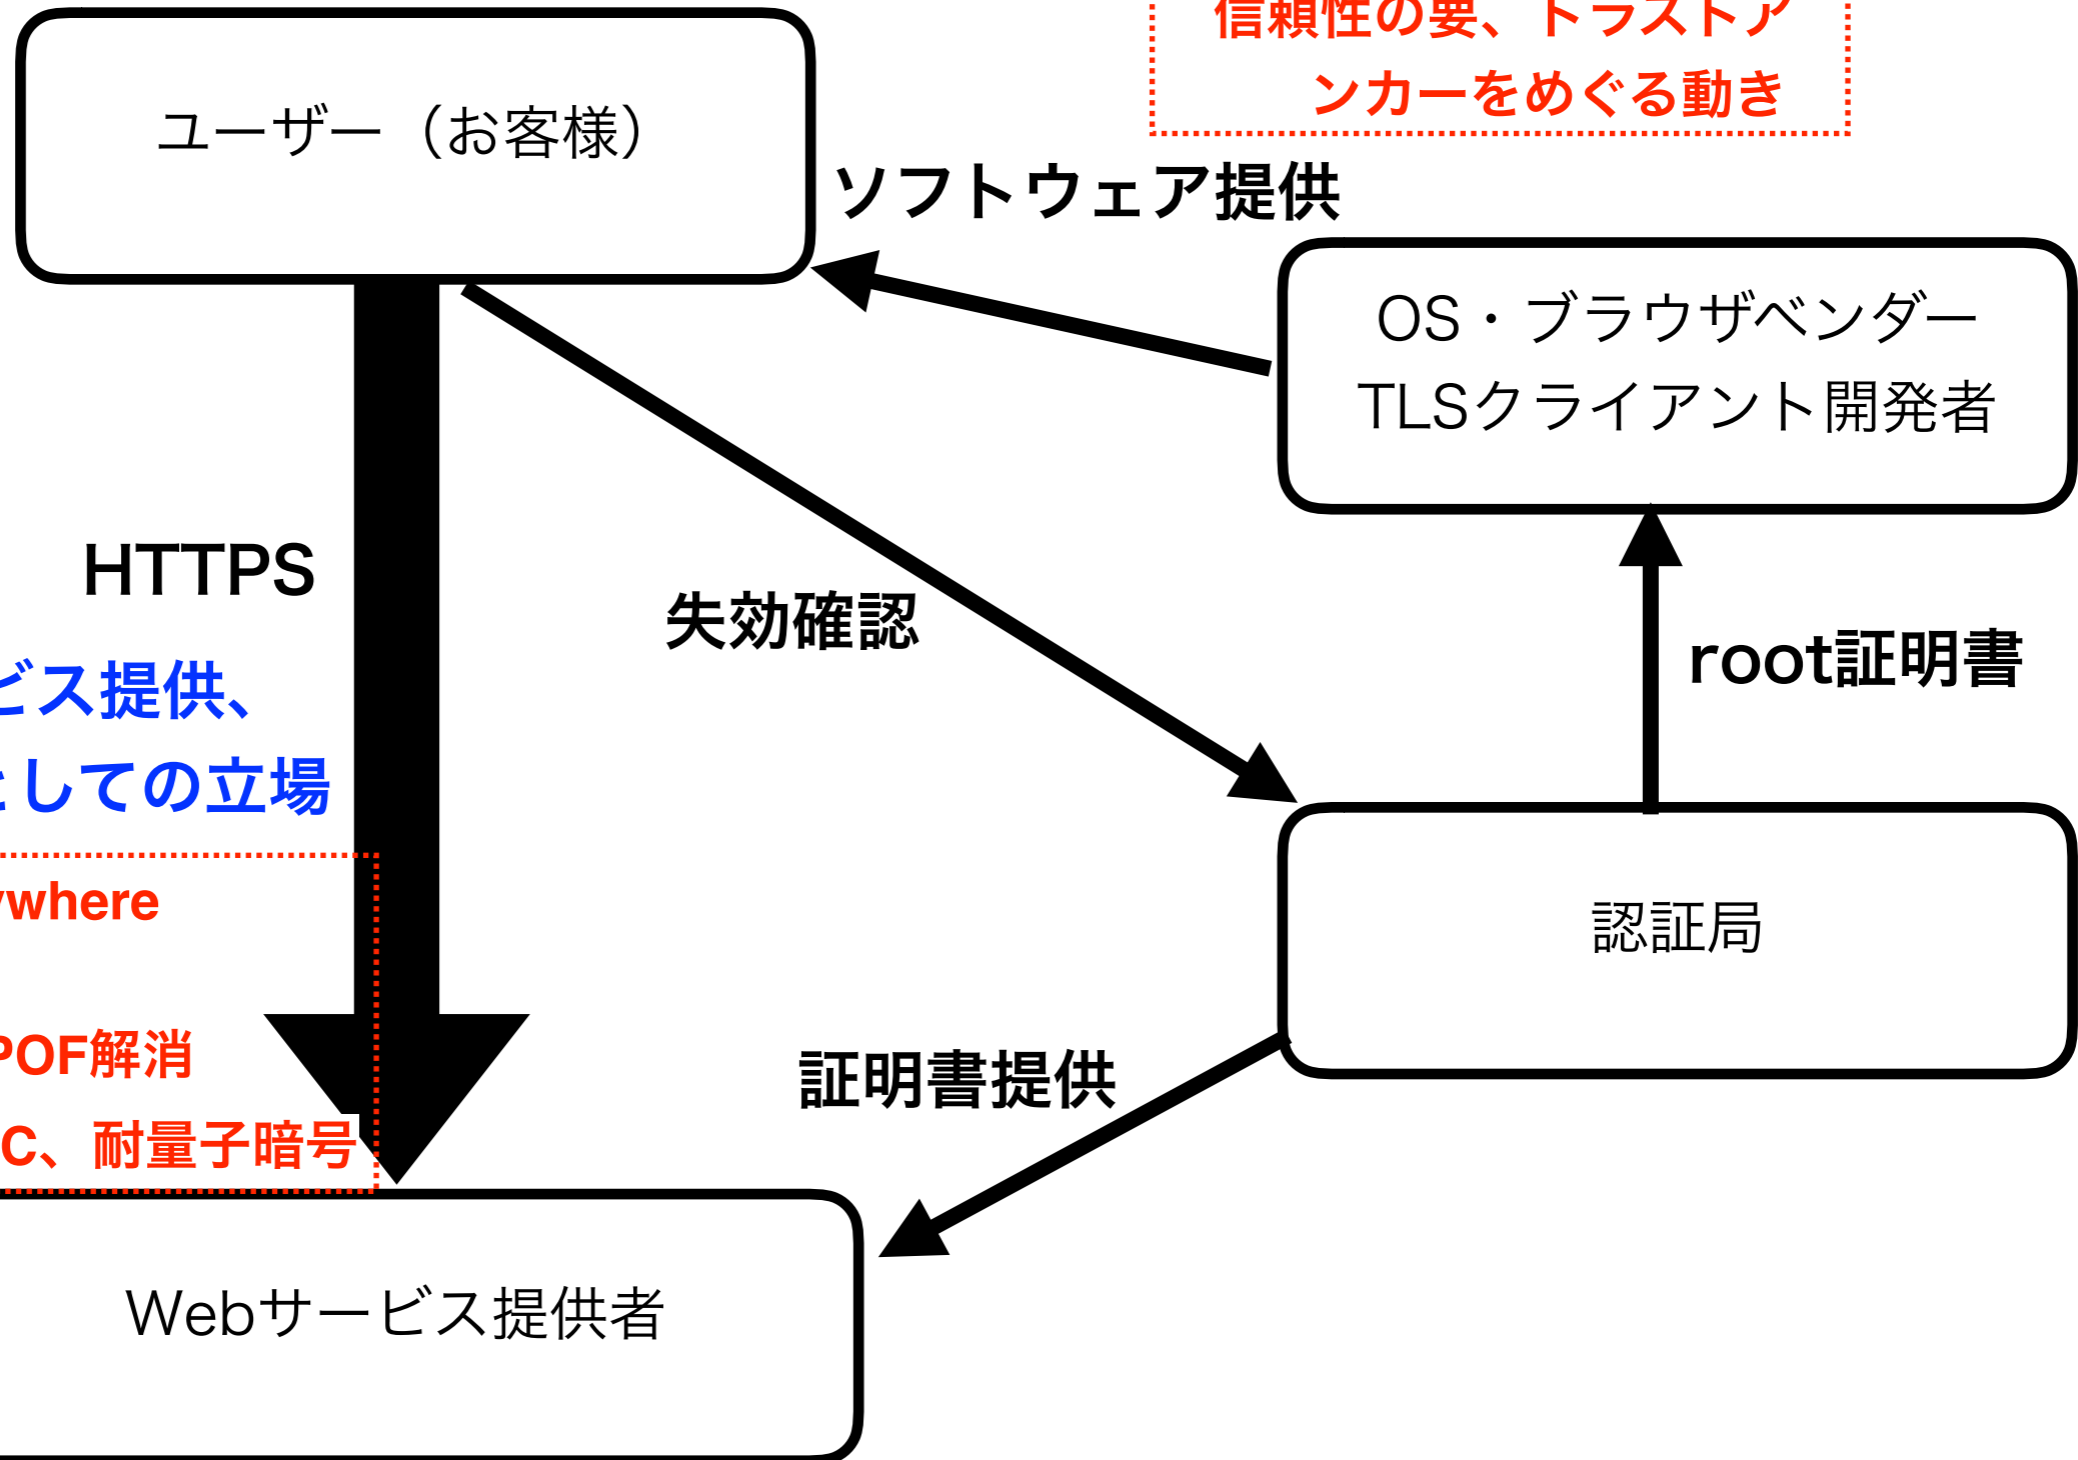 信頼性の要、トラストア
ンカーをめぐる動き
ユーザー（お客様）
ソフトウェア提供
OS・ブラウザベンダー
TLSクライアント開発者
HTTPS
失効確認
root証明書
ビス提供、
としての立場
ywhere
認証局
POF解消
証明書提供
C、耐量子暗号
Webサービス提供者